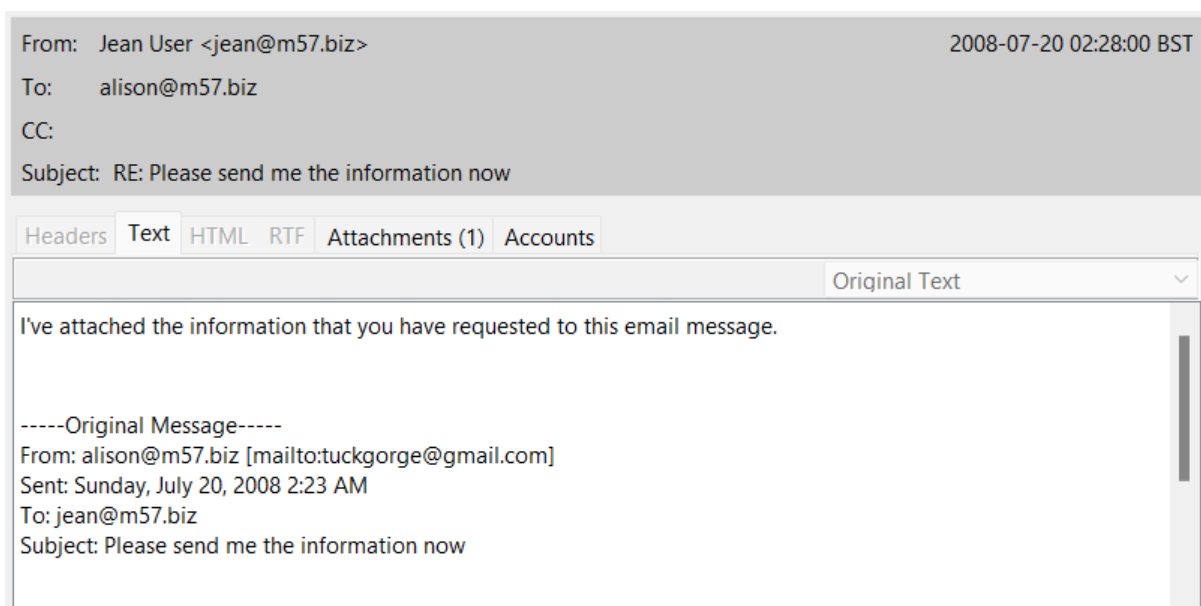 From: Jean User <jean@m57.biz> 2008-07-20 02:28:00 BST
To: alison@m57.biz
CC:
Subject: RE: Please send me the information now
Headers Text HTML RTF Attachments (1) Accounts
Original Text
I've attached the information that you have requested to this email message.
-----Original Message-----
From: alison@m57.biz [mailto:tuckgorge@gmail.com]
Sent: Sunday, July 20, 2008 2:23 AM
To: jean@m57.biz
Subject: Please send me the information now